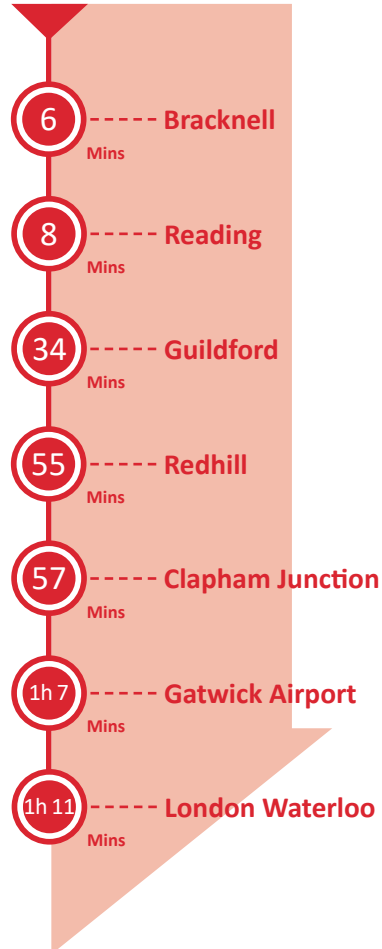 6 Bracknell
Mins
8 Reading
Mins
34 Guildford
Mins
55 Redhill
Mins
57 Clapham Junction
Mins
1h 7 Gatwick Airport
Mins
1h 11 London Waterloo
Mins